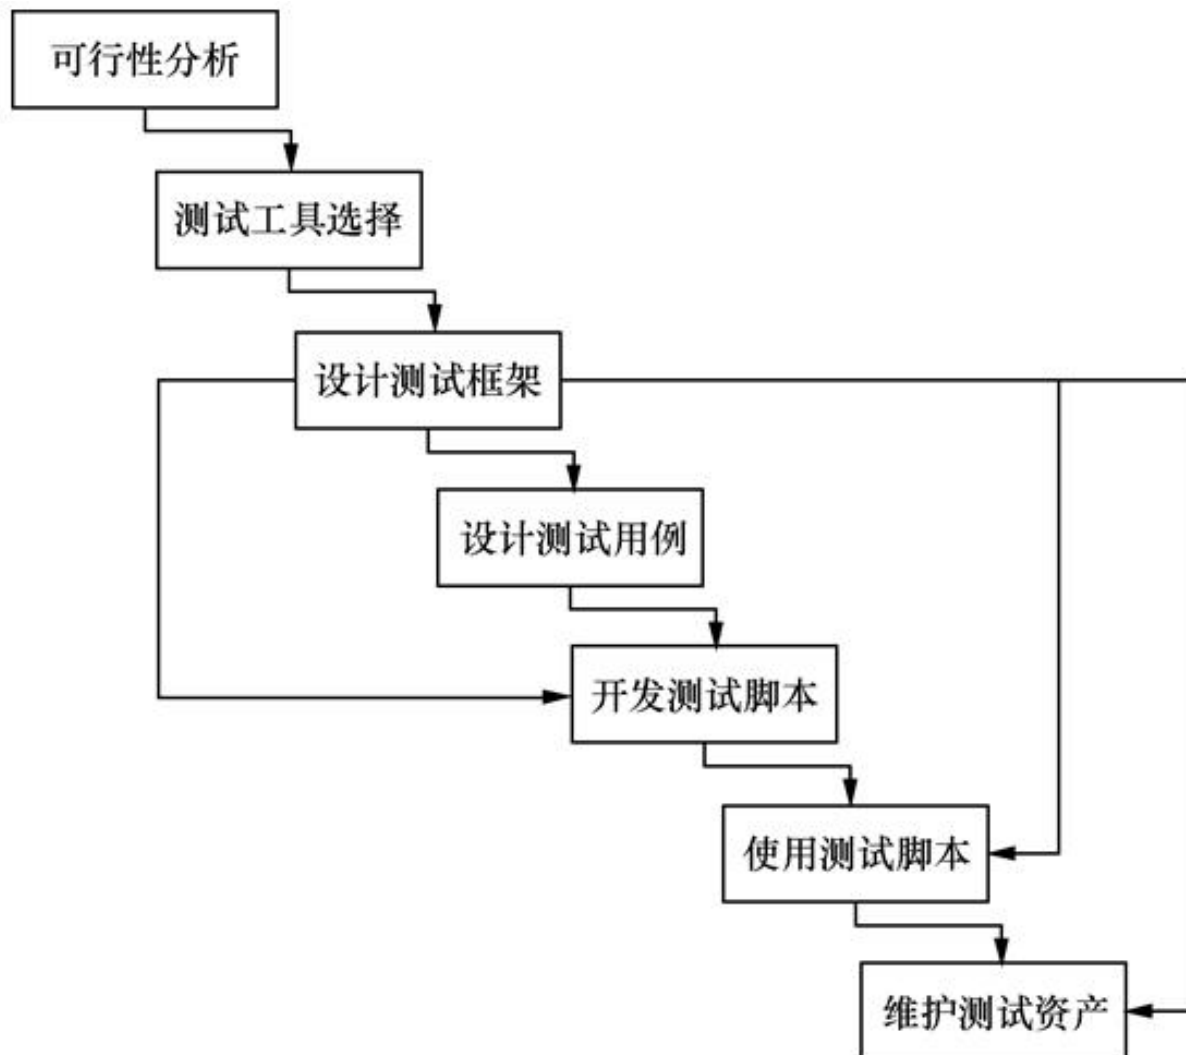 可行性分析
测试工具选择
设计测试框架
设计测试用例
开发测试脚本
使用测试脚本
维护测试资产